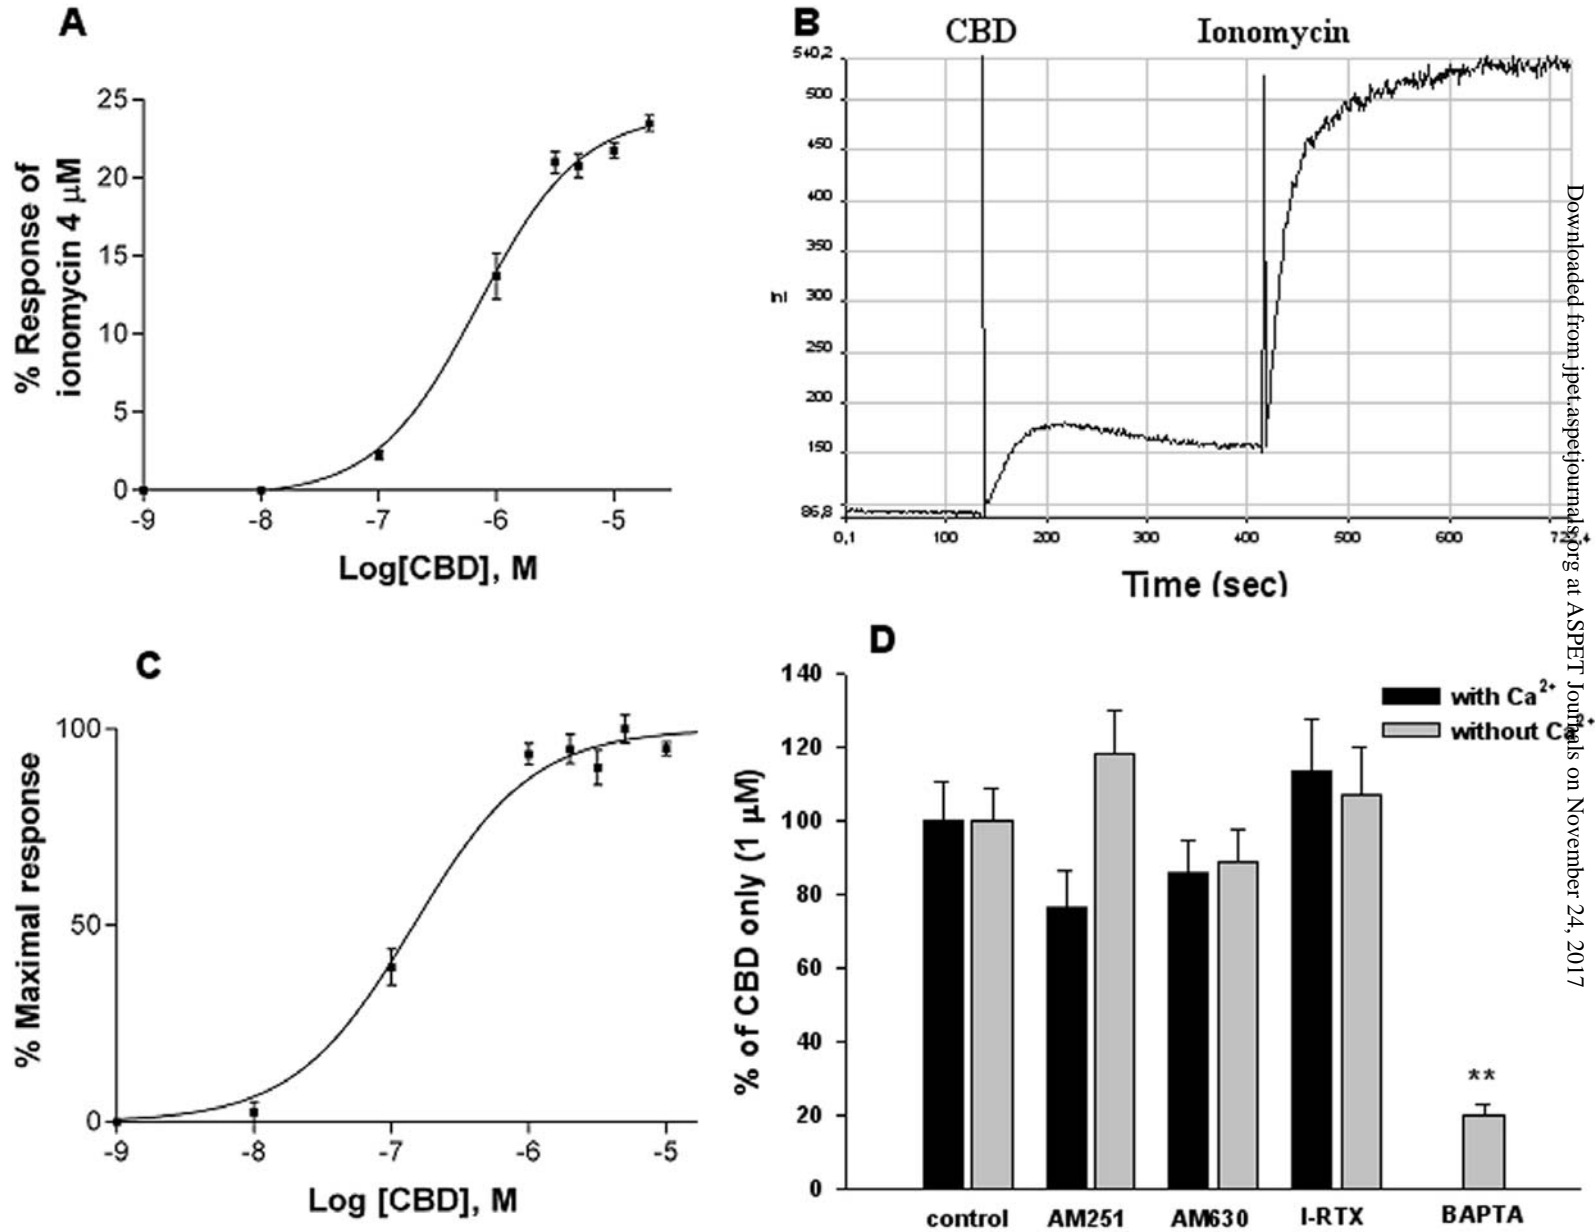 A
% Response of
ionomycin 4 µM
25
20
15
10
5
0
-9 -8 -7 -6 -5
Log[CBD], M
B
CBD Ionomycin
540,2
500
450
400
350
300
250
200
150
86,8
Int
0,1 100 200 300 400 500 600
Time (sec)
C
% Maximal response
100
50
0
-9 -8 -7 -6 -5
Log [CBD], M
D
% of CBD only (1 µM)
140
120
100
80
60
40
20
0
with Ca2+
without Ca2+
**
control AM251 AM630 I-RTX BAPTA
Downloaded from jpet.aspetjournals.org at ASPET Journals on November 24, 2017